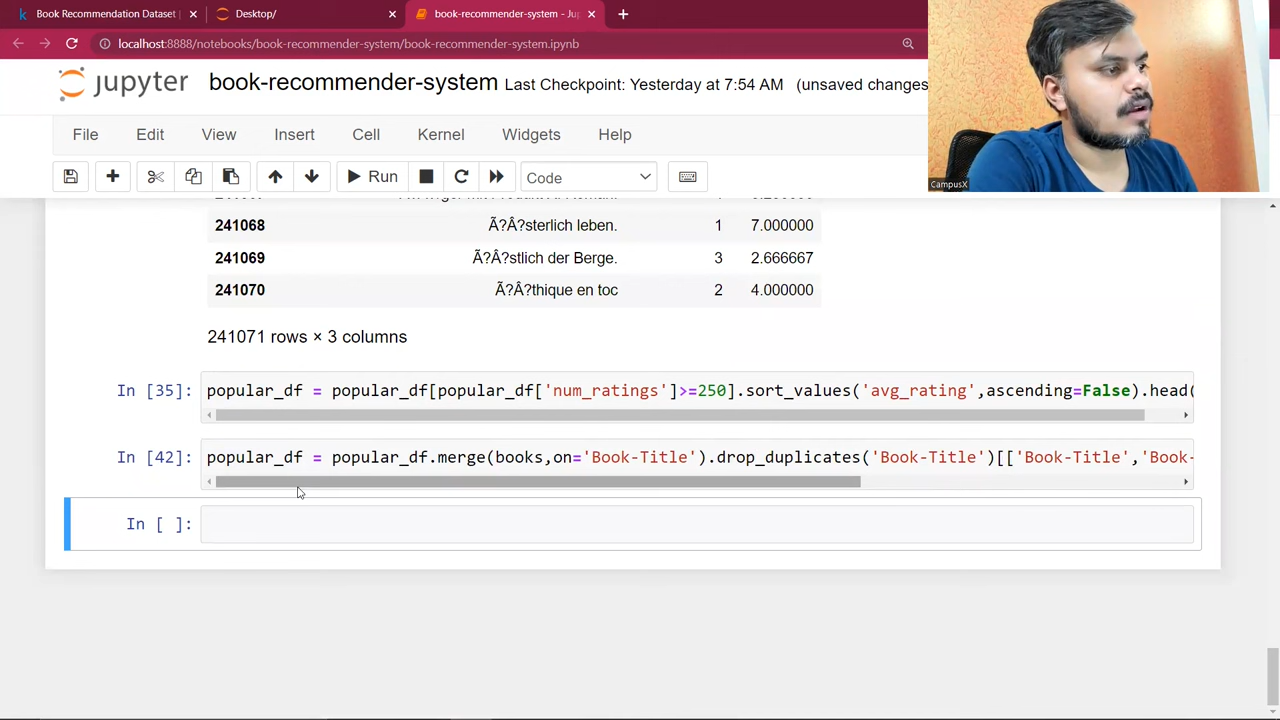 Book Recommendation Dataset
Desktop/
book-recommender-system - Ju
localhost:8888/notebooks/book-recommender-system/book-recommender-system.ipynb
jupyter book-recommender-system Last Checkpoint: Yesterday at 7:54 AM (unsaved changes
File Edit View Insert Cell Kernel Widgets Help
Run Code
CampusX
241068 Ã?Â?sterlich leben. 1 7.000000
241069 Ã?Â?stlich der Berge. 3 2.666667
241070 Ã?Â?thique en toc 2 4.000000
241071 rows × 3 columns
In [35]: popular_df = popular_df[popular_df['num_ratings']>=250].sort_values('avg_rating',ascending=False).head(
In [42]: popular_df = popular_df.merge(books,on='Book-Title').drop_duplicates('Book-Title')[['Book-Title','Book-
In [ ]: